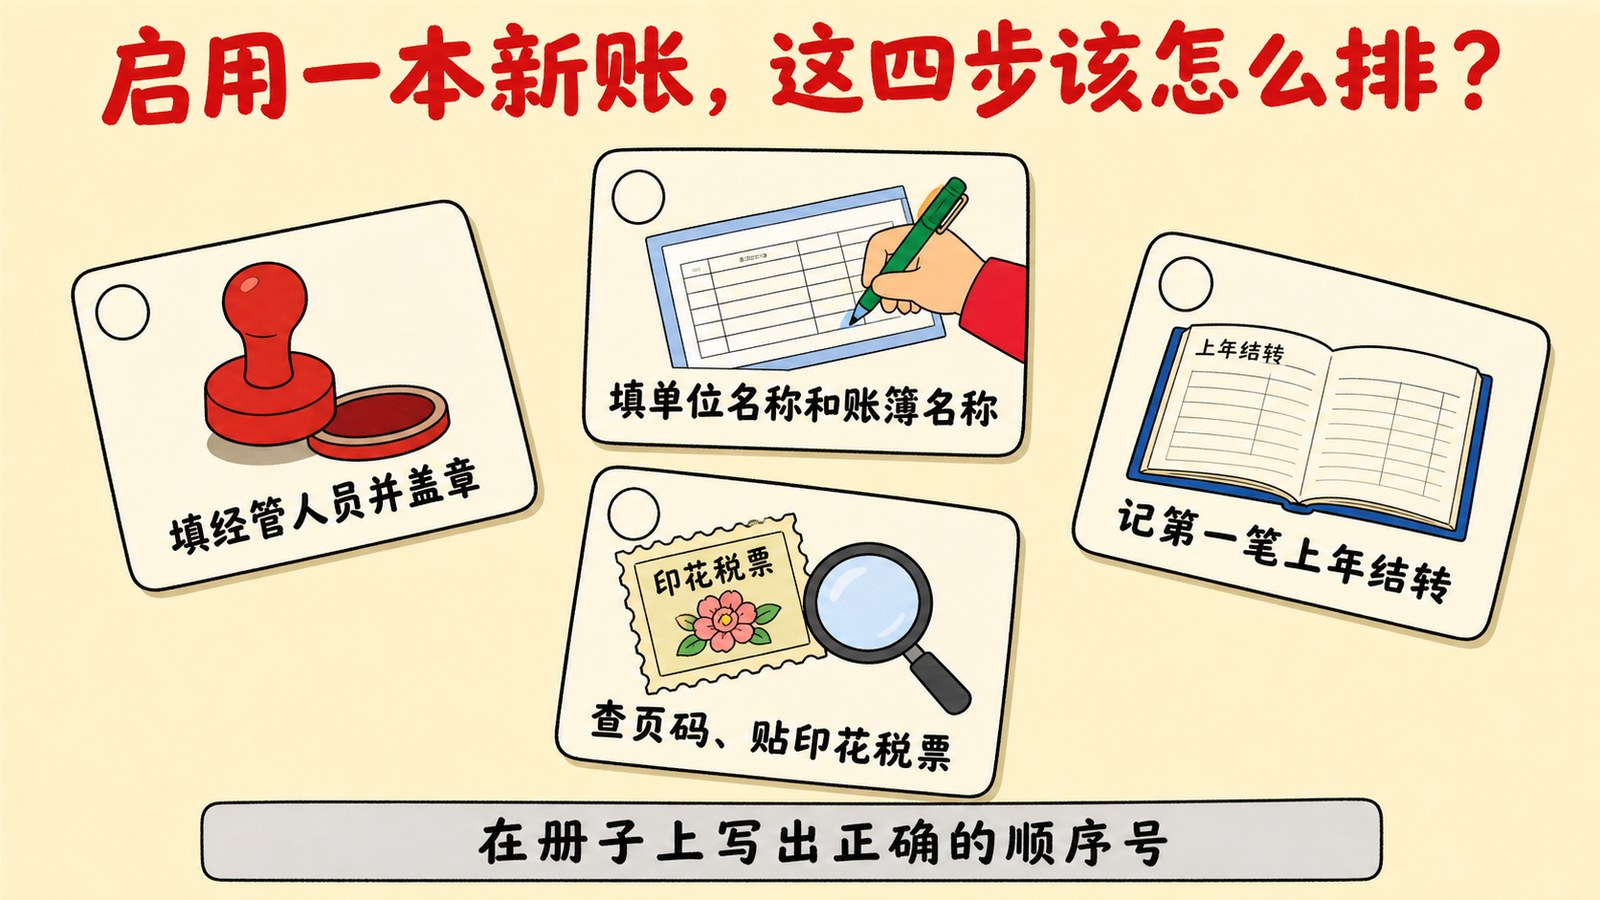 启用一本新账，这四步该怎么排？
填经管人员并盖章
填单位名称和账簿名称
上年结转
记第一笔上年结转
印花税票
查页码、贴印花税票
在册子上写出正确的顺序号